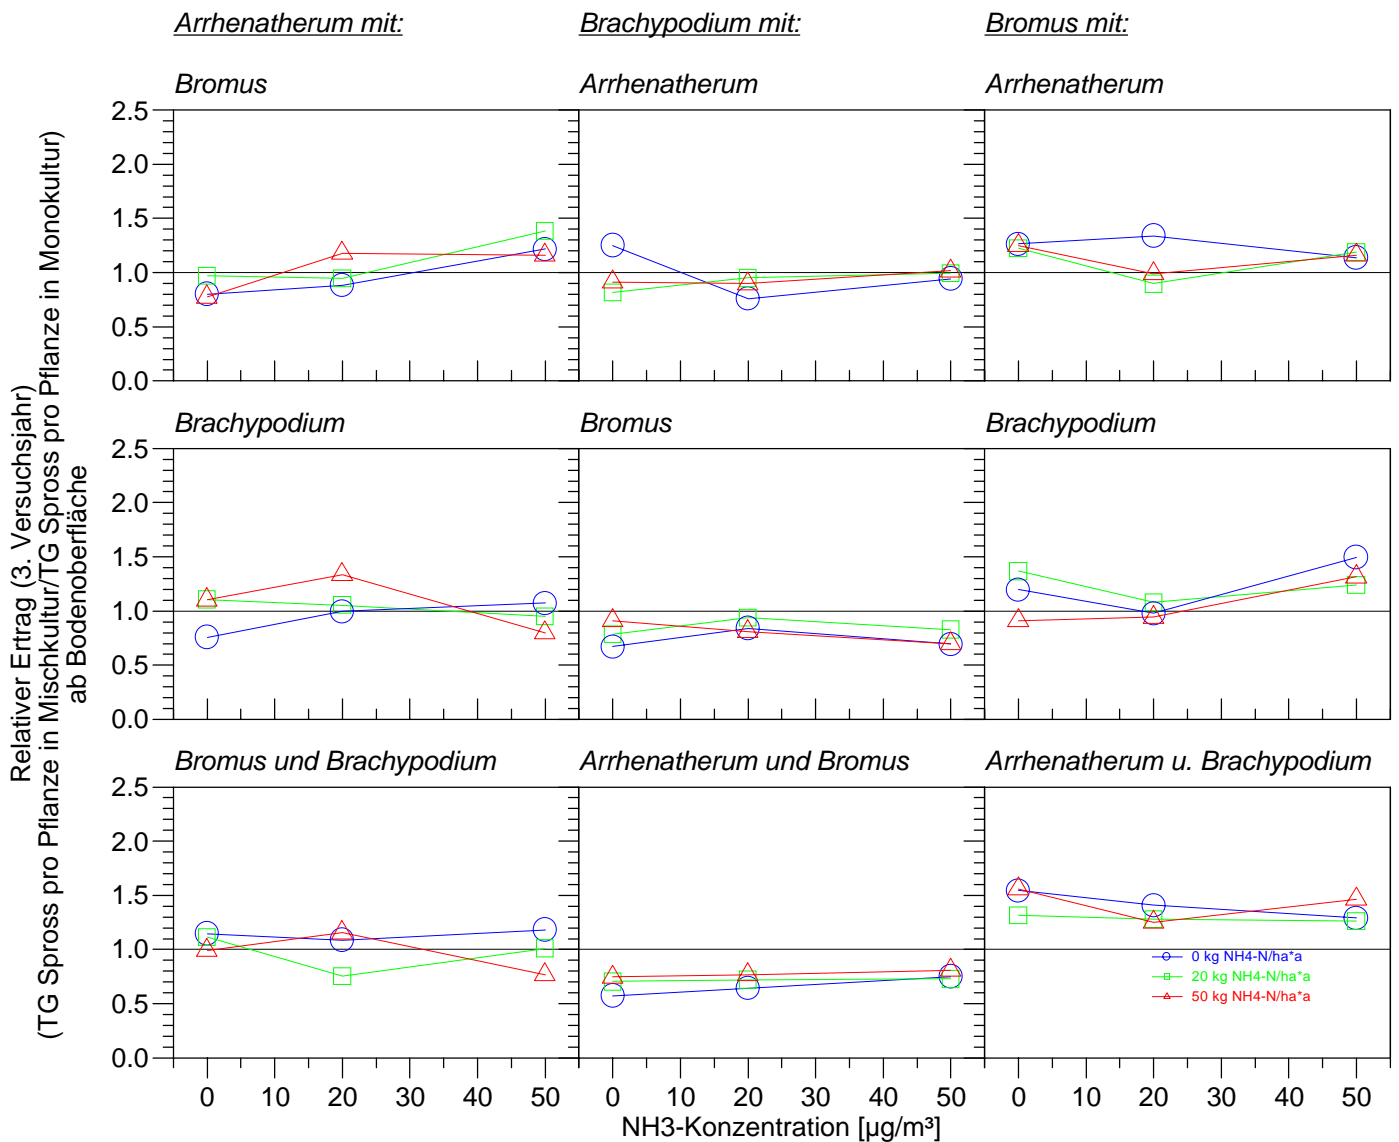 Arrhenatherum mit:
Brachypodium mit:
Bromus mit:
Bromus
Arrhenatherum
Arrhenatherum
2.5
2.0
1.5
1.0
0.5
0.0
Brachypodium
Bromus
Brachypodium
2.5
2.0
1.5
1.0
0.5
0.0
Bromus und Brachypodium
Arrhenatherum und Bromus
Arrhenatherum u. Brachypodium
2.5
2.0
1.5
1.0
0.5
0.0
0 kg NH4-N/ha*a
20 kg NH4-N/ha*a
50 kg NH4-N/ha*a
0 10 20 30 40 50
0 10 20 30 40 50
0 10 20 30 40 50
NH3-Konzentration [µg/m³]
Relativer Ertrag (3. Versuchsjahr)
(TG Spross pro Pflanze in Mischkultur/TG Spross pro Pflanze in Monokultur)
ab Bodenoberfläche